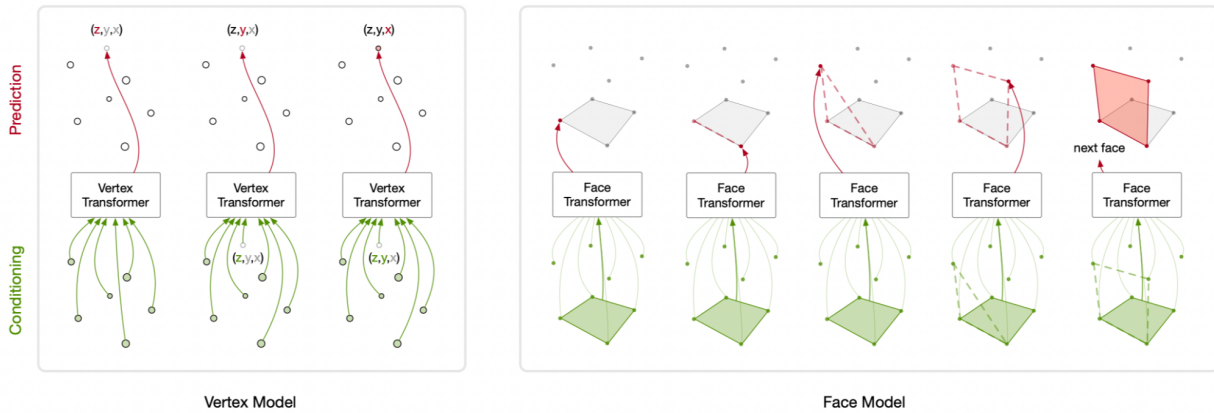 Prediction
Conditioning
(z,y,x)
(z,y,x)
(z,y,x)
Vertex
Transformer
Vertex
Transformer
Vertex
Transformer
(z,y,x)
(z,y,x)
Vertex Model
next face
Face
Transformer
Face
Transformer
Face
Transformer
Face
Transformer
Face
Transformer
Face Model